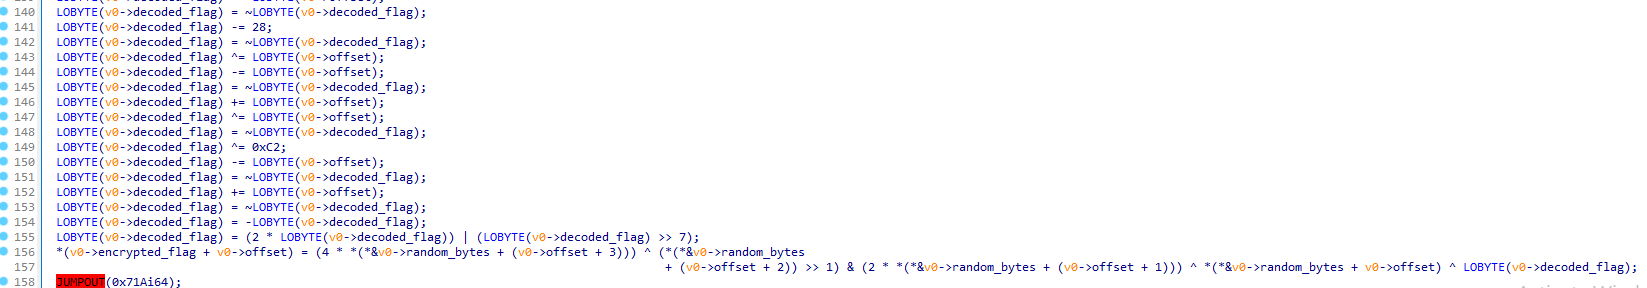 140 LOBYTE(v0->decoded_flag) = ~LOBYTE(v0->decoded_flag);
141 LOBYTE(v0->decoded_flag) -= 28;
142 LOBYTE(v0->decoded_flag) = ~LOBYTE(v0->decoded_flag);
143 LOBYTE(v0->decoded_flag) ^= LOBYTE(v0->offset);
144 LOBYTE(v0->decoded_flag) -= LOBYTE(v0->offset);
145 LOBYTE(v0->decoded_flag) = ~LOBYTE(v0->decoded_flag);
146 LOBYTE(v0->decoded_flag) += LOBYTE(v0->offset);
147 LOBYTE(v0->decoded_flag) ^= LOBYTE(v0->offset);
148 LOBYTE(v0->decoded_flag) = ~LOBYTE(v0->decoded_flag);
149 LOBYTE(v0->decoded_flag) ^= 0xC2;
150 LOBYTE(v0->decoded_flag) -= LOBYTE(v0->offset);
151 LOBYTE(v0->decoded_flag) = ~LOBYTE(v0->decoded_flag);
152 LOBYTE(v0->decoded_flag) += LOBYTE(v0->offset);
153 LOBYTE(v0->decoded_flag) = ~LOBYTE(v0->decoded_flag);
154 LOBYTE(v0->decoded_flag) = -LOBYTE(v0->decoded_flag);
155 LOBYTE(v0->decoded_flag) = (2 * LOBYTE(v0->decoded_flag)) | (LOBYTE(v0->decoded_flag) >> 7);
156 *(v0->encrypted_flag + v0->offset) = (4 * *(*&v0->random_bytes + (v0->offset + 3))) ^ (*(*&v0->random_bytes
157 + (v0->offset + 2)) >> 1) & (2 * *(*&v0->random_bytes + (v0->offset + 1))) ^ *(*&v0->random_bytes + v0->offset) ^ LOBYTE(v0->decoded_flag);
158 JUMPOUT(0x71Ai64);